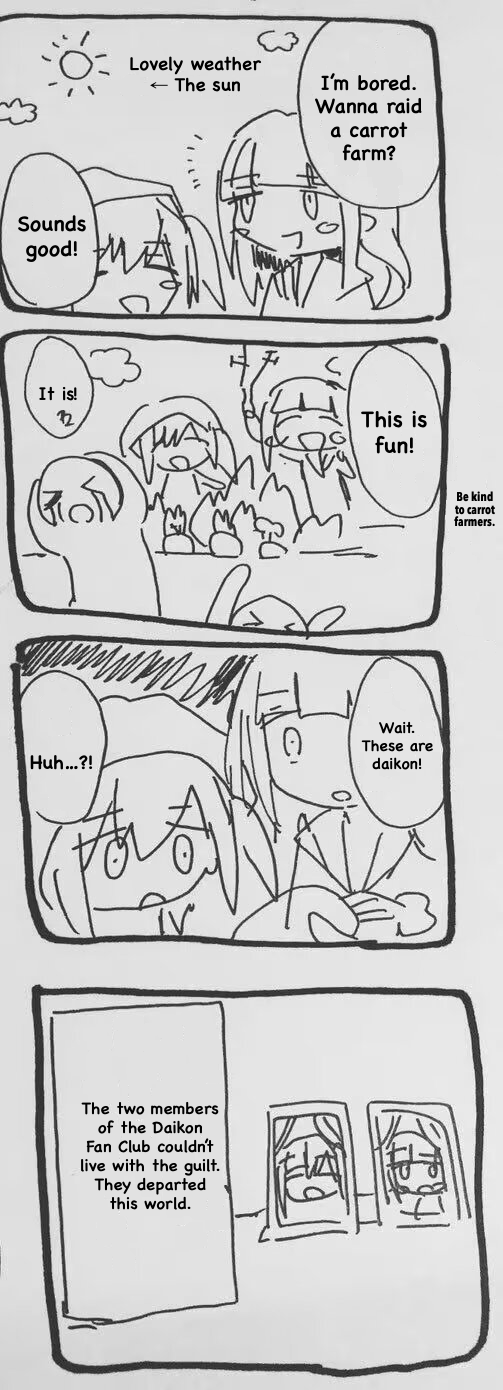 Lovely weather
← The sun
I'm bored.
Wanna raid
a carrot
farm?
Sounds
good!
This is
fun!
It is!
Be kind
to carrot
farmers.
Wait.
These are
daikon!
Huh...?!
The two members
of the Daikon
Fan Club couldn't
live with the guilt.
They departed
this world.